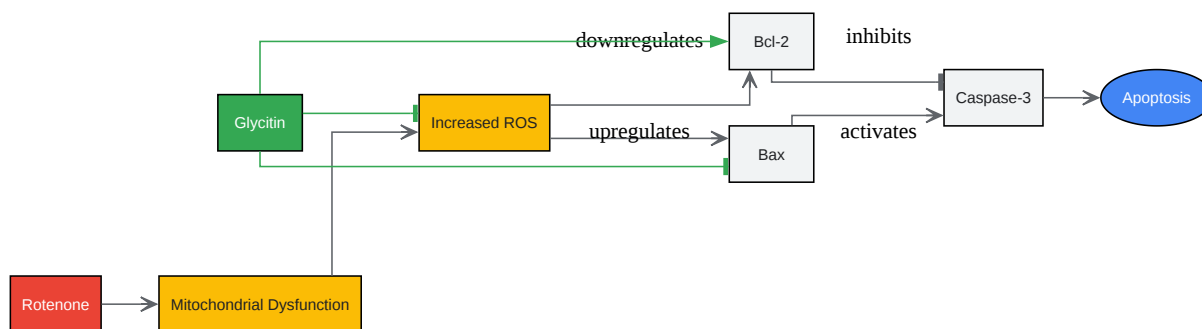 downregulates
Bcl-2
inhibits
Glycitin
Increased ROS
upregulates
Bax
activates
Caspase-3
Apoptosis
Rotenone
Mitochondrial Dysfunction